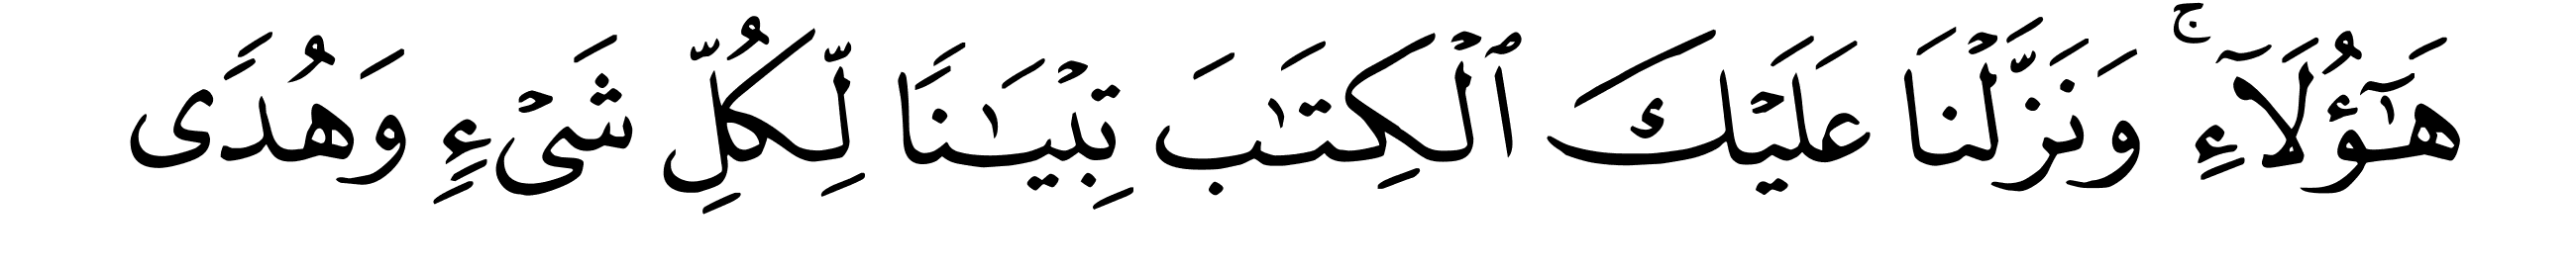 هَـٰٓؤُلَآءِ ۚ وَنَزَّلْنَا عَلَيْكَ ٱلْكِتَـٰبَ تِبْيَـٰنًا لِّكُلِّ شَىْءٍ وَهُدًى